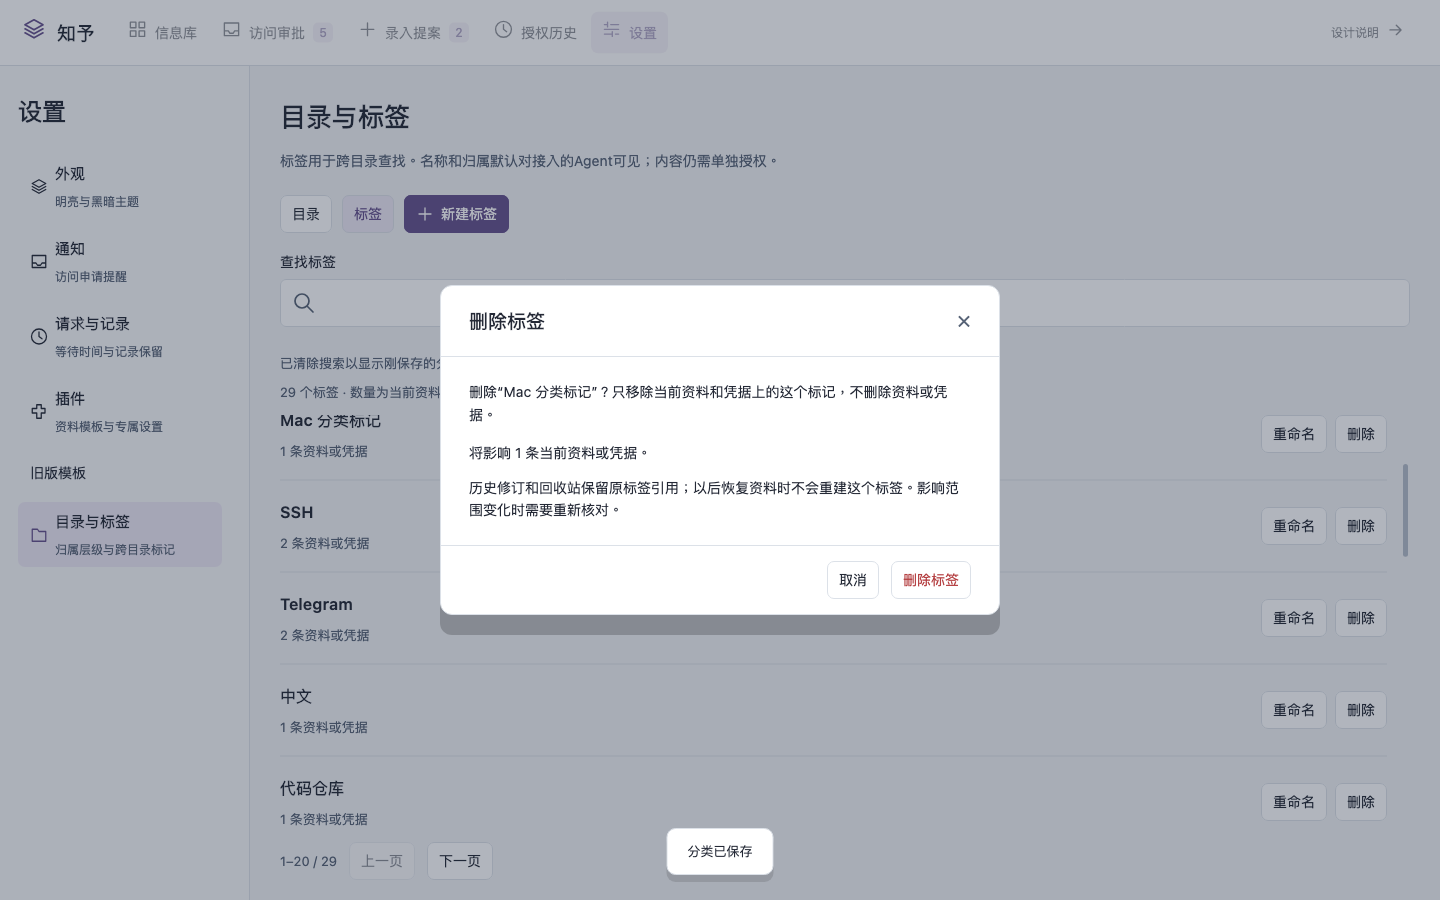 知予
信息库
访问审批 5
录入提案 2
授权历史
设置
设计说明
设置
外观
明亮与黑暗主题
通知
访问申请提醒
请求与记录
等待时间与记录保留
插件
资料模板与专属设置
旧版模板
目录与标签
归属层级与跨目录标记
目录与标签
标签用于跨目录查找。名称和归属默认对接入的Agent可见；内容仍需单独授权。
目录
标签
新建标签
查找标签
已清除搜索以显示刚保存的分
29 个标签 · 数量为当前资料
Mac 分类标记
1 条资料或凭据
重命名
删除
SSH
2 条资料或凭据
重命名
删除
Telegram
2 条资料或凭据
重命名
删除
中文
1 条资料或凭据
重命名
删除
代码仓库
1 条资料或凭据
重命名
删除
1–20 / 29
上一页
下一页
删除标签
删除“Mac 分类标记”？只移除当前资料和凭据上的这个标记，不删除资料或凭
据。
将影响 1 条当前资料或凭据。
历史修订和回收站保留原标签引用；以后恢复资料时不会重建这个标签。影响范
围变化时需要重新核对。
取消
删除标签
分类已保存